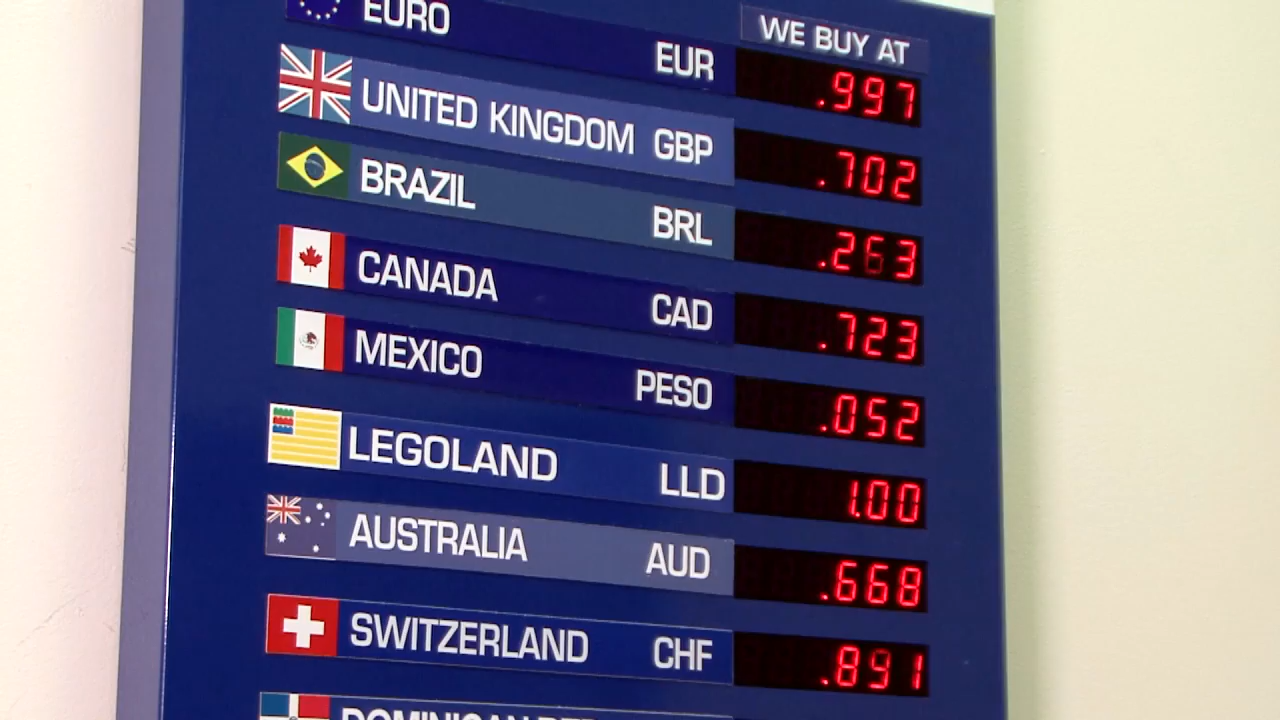 WE BUY AT
EURO EUR .997
UNITED KINGDOM GBP .702
BRAZIL BRL .263
CANADA CAD .723
MEXICO PESO .052
LEGOLAND LLD 1.00
AUSTRALIA AUD .668
SWITZERLAND CHF .891
DOMINICAN